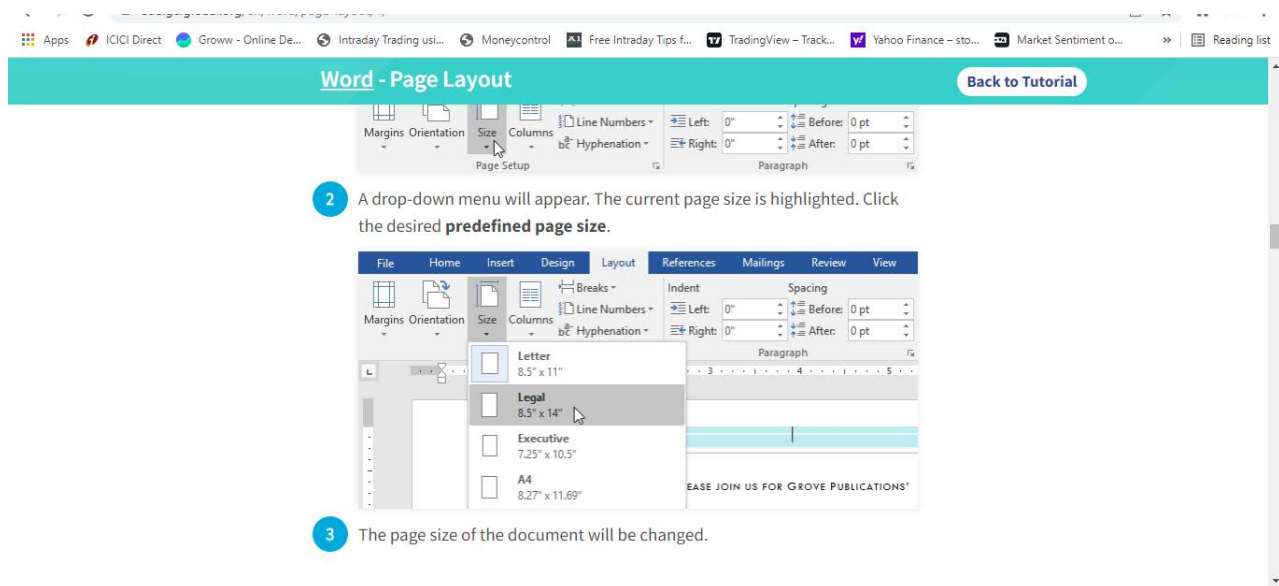 Apps ICICI Direct Groww - Online De... Intraday Trading usi... Moneycontrol Free Intraday Tips f... TradingView – Track... Yahoo Finance – sto... Market Sentiment o... » Reading list
Word - Page Layout Back to Tutorial
Line Numbers Left: 0" Before: 0 pt
Margins Orientation Size Columns Hyphenation Right: 0" After: 0 pt
Page Setup Paragraph
2 A drop-down menu will appear. The current page size is highlighted. Click
the desired predefined page size.
File Home Insert Design Layout References Mailings Review View
Breaks Indent Spacing
Line Numbers Left: 0" Before: 0 pt
Margins Orientation Size Columns Hyphenation Right: 0" After: 0 pt
Paragraph
Letter
8.5" x 11"
3 4 5
Legal
8.5" x 14"
Executive
7.25" x 10.5"
A4
8.27" x 11.69"
EASE JOIN US FOR GROVE PUBLICATIONS'
3 The page size of the document will be changed.